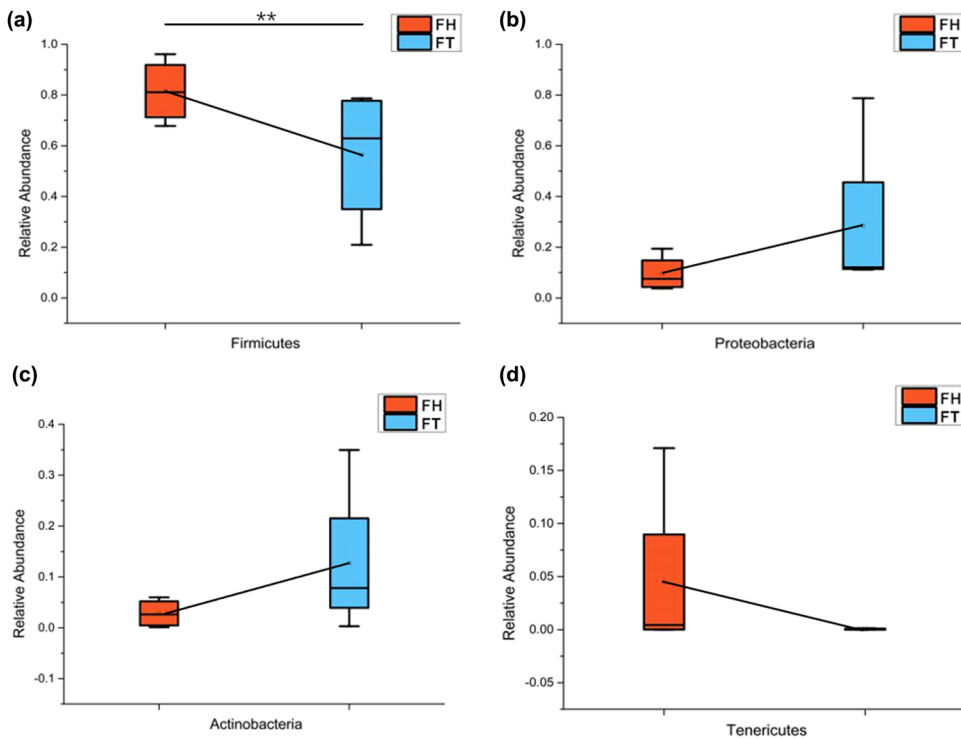 (a)
**
FH
FT
1.0
0.8
0.6
0.4
0.2
0.0
Relative Abundance
Firmicutes
(b)
FH
FT
1.0
0.8
0.6
0.4
0.2
0.0
Relative Abundance
Proteobacteria
(c)
FH
FT
0.4
0.3
0.2
0.1
0.0
-0.1
Relative Abundance
Actinobacteria
(d)
FH
FT
0.20
0.15
0.10
0.05
0.00
-0.05
Relative Abundance
Tenericutes